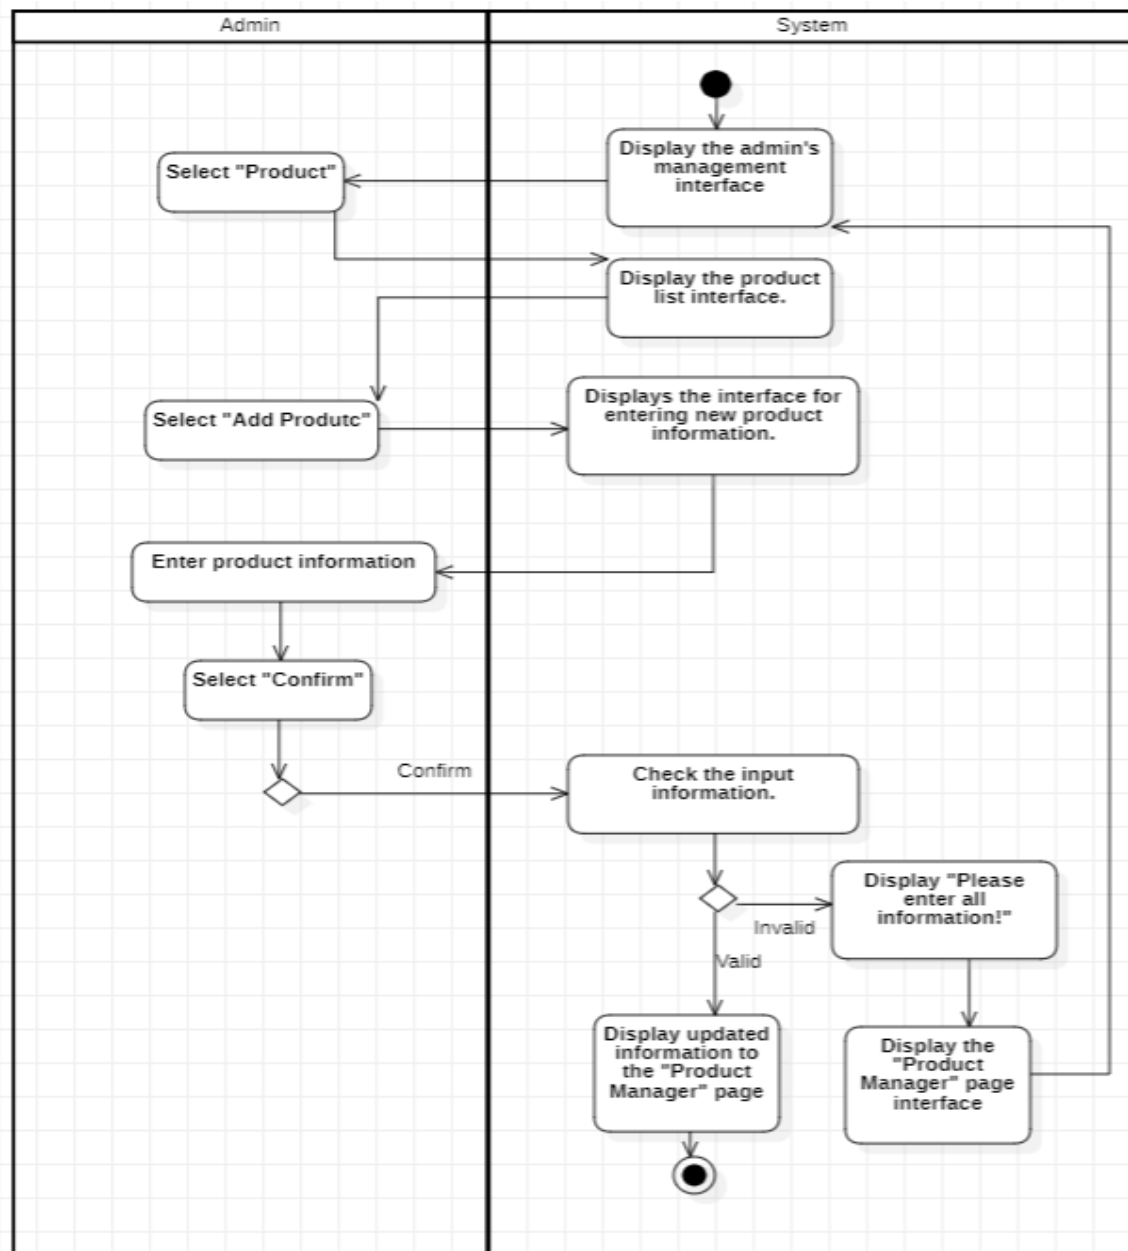 Admin
System
Display the admin's
management
interface
Select "Product"
Display the product
list interface.
Select "Add Produtc"
Displays the interface for
entering new product
information.
Enter product information
Select "Confirm"
Confirm
Check the input
information.
Display "Please
enter all
information!"
Invalid
Valid
Display updated
information to
the "Product
Manager" page
Display the
"Product
Manager" page
interface